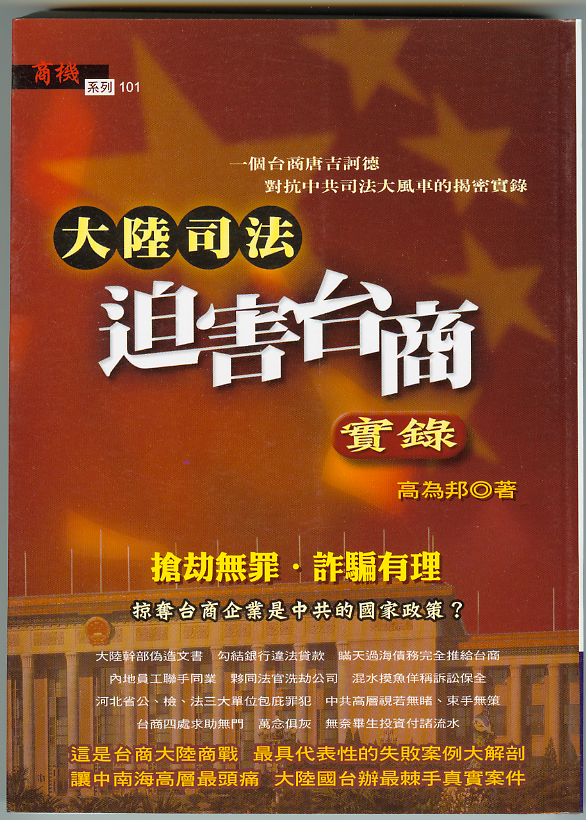 商機
系列 101
一個台商唐吉訶德
對抗中共司法大風車的揭密實錄
大陸司法
迫害台商
實錄
高為邦◎著
搶劫無罪．詐騙有理
掠奪台商企業是中共的國家政策？
大陸幹部偽造文書 勾結銀行違法貸款 瞞天過海債務完全推給台商
內地員工聯手同業 夥同法官洗劫公司 混水摸魚佯稱訴訟保全
河北省公、檢、法三大單位包庇罪犯 中共高層視若無睹、束手無策
台商四處求助無門 萬念俱灰 無奈畢生投資付諸流水
這是台商大陸商戰 最具代表性的失敗案例大解剖
讓中南海高層最頭痛 大陸國台辦最棘手真實案件